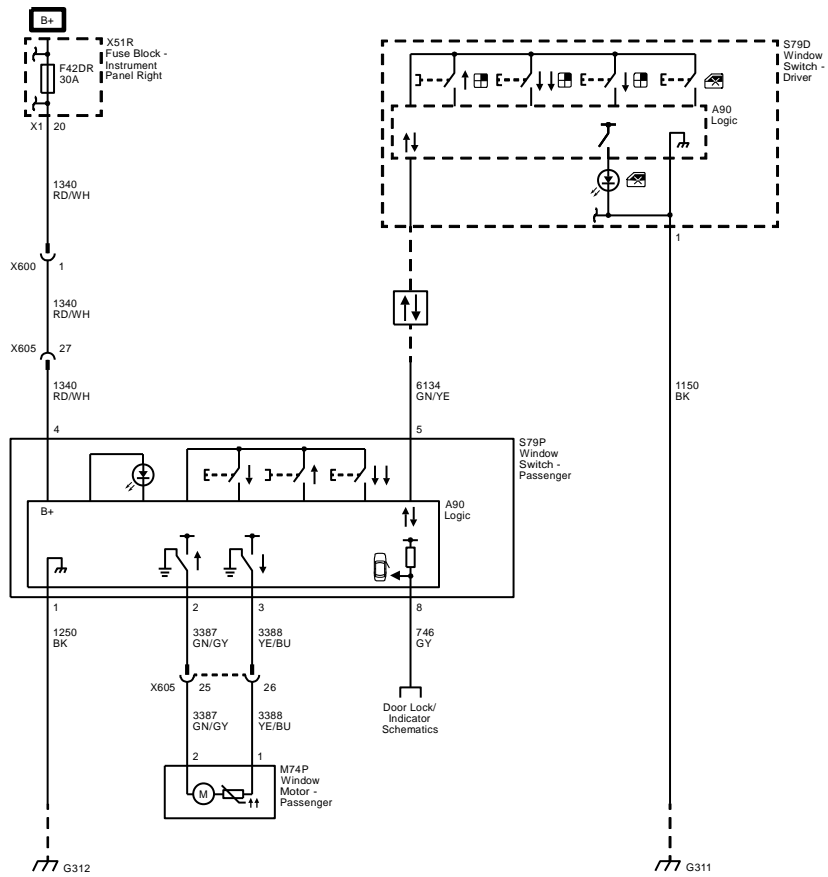 B+
X51R
Fuse Block -
Instrument
Panel Right
F42DR
30A
X1 20
S79D
Window
Switch -
Driver
A90
Logic
1340
RD/WH
X600 1
1
1340
RD/WH
X605 27
1340
RD/WH
6134
GN/YE
1150
BK
4
5
S79P
Window
Switch -
Passenger
B+
A90
Logic
1
2
3
8
1250
BK
3387
GN/GY
3388
YE/BU
746
GY
X605 25 26
3387
GN/GY
3388
YE/BU
Door Lock/
Indicator
Schematics
2
1
M
M74P
Window
Motor -
Passenger
G312
G311